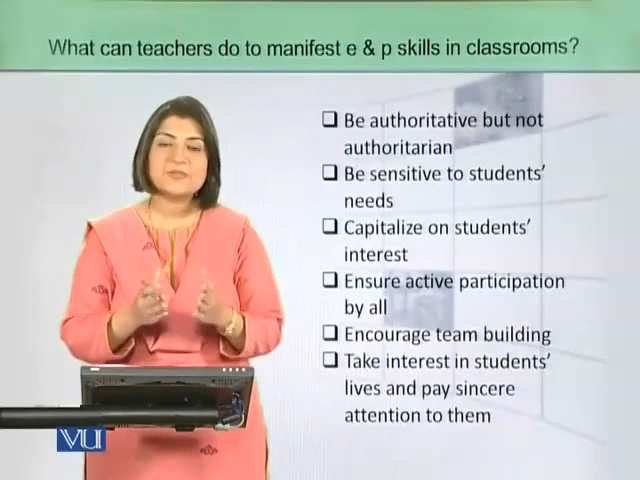 What can teachers do to manifest e & p skills in classrooms?
❑ Be authoritative but not
authoritarian
❑ Be sensitive to students'
needs
❑ Capitalize on students'
interest
❑ Ensure active participation
by all
❑ Encourage team building
❑ Take interest in students'
lives and pay sincere
attention to them
VU